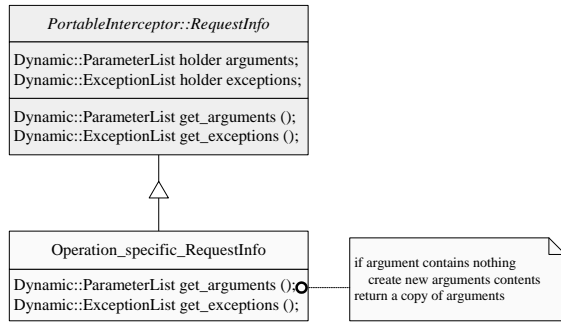 PortableInterceptor::RequestInfo
Dynamic::ParameterList holder arguments;
Dynamic::ExceptionList holder exceptions;
Dynamic::ParameterList get_arguments ();
Dynamic::ExceptionList get_exceptions ();
Operation_specific_RequestInfo
Dynamic::ParameterList get_arguments ();
Dynamic::ExceptionList get_exceptions ();
if argument contains nothing
create new arguments contents
return a copy of arguments